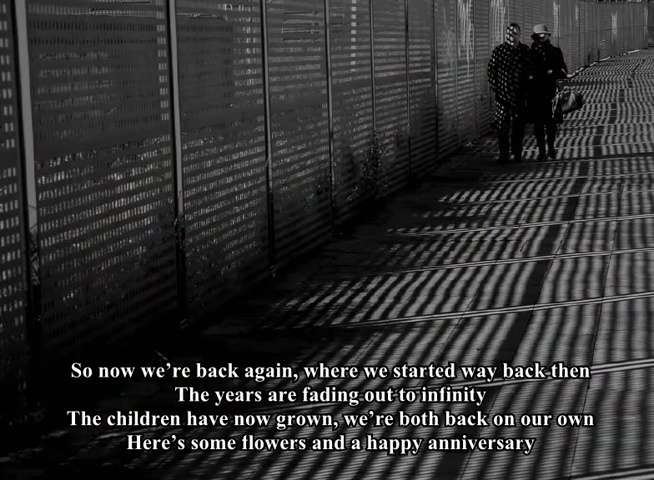 So now we're back again, where we started way back then
The years are fading out to infinity
The children have now grown, we're both back on our own
Here's some flowers and a happy anniversary